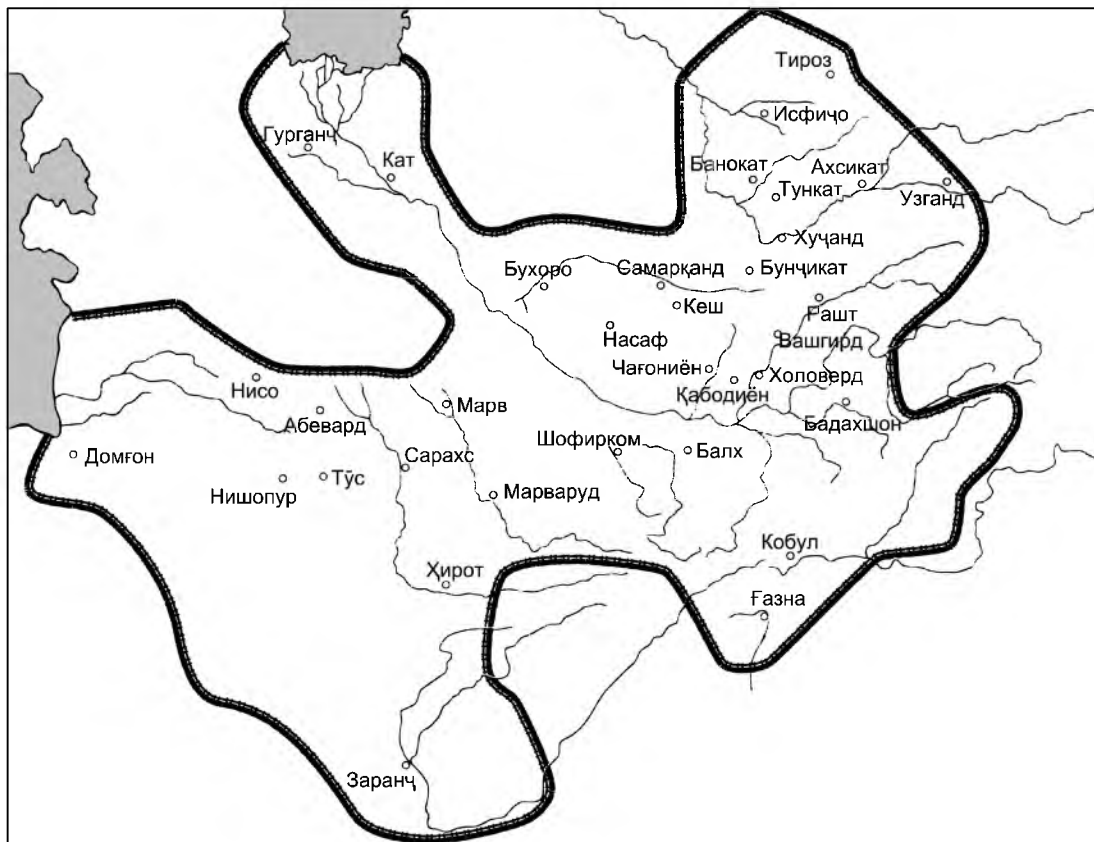 Тироз
Исфиҷо
Гурганҷ
Кат
Банокат
Ахсикат
Тункат
Узганд
Хуҷанд
Бухоро
Самарқанд
Бунҷикат
Кеш
Рашт
Насаф
Вашгирд
Чағониён
Холоверд
Нисо
Қабодиён
Марв
Абевард
Бадахшон
Шофирком
Домғон
Сарахс
Балх
Тӯс
Нишопур
Марваруд
Кобул
Ҳирот
Ғазна
Заранҷ